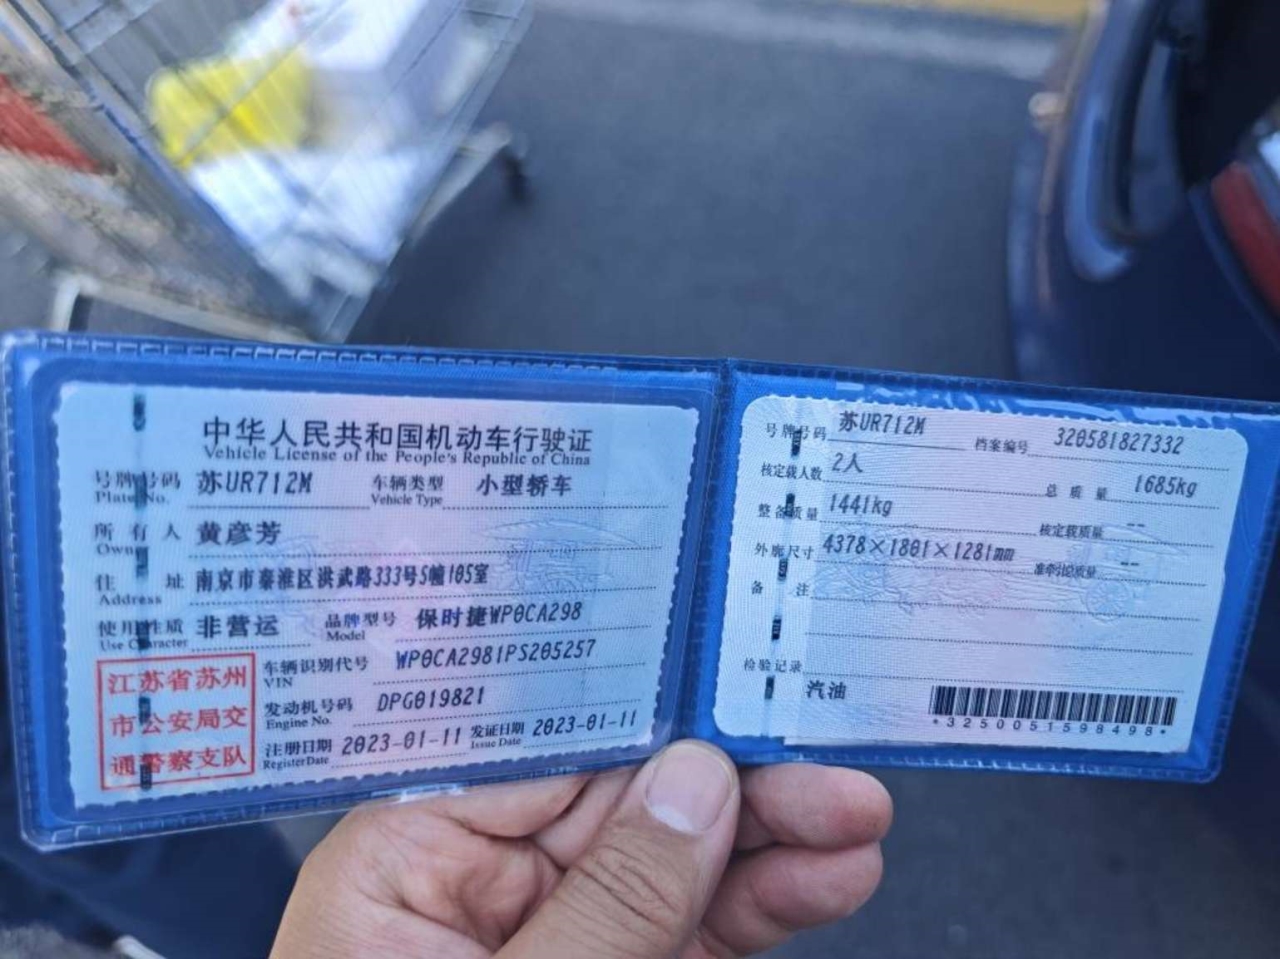 中华人民共和国机动车行驶证
Vehicle License of the People's Republic of China
号牌号码 苏UR712M 车辆类型 小型轿车
Plate No. Vehicle Type
所有人 黄彦芳
Owner
住址 南京市秦淮区洪武路333号5幢105室
Address
使用性质 非营运 品牌型号 保时捷WP0CA298
Use Character Model
江苏省苏州
市公安局交
通警察支队
车辆识别代号 WP0CA2981PS205257
VIN
发动机号码 DPG019821
Engine No.
注册日期 2023-01-11 发证日期 2023-01-11
Register Date Issue Date
号牌号码 苏UR712M 档案编号 320581827332
核定载人数 2人 总质量 1685kg
整备质量 1441kg 核定载质量 --
外廓尺寸 4378×1801×1281mm 准牵引总质量 --
备注
检验记录
汽油
*3250051598498*